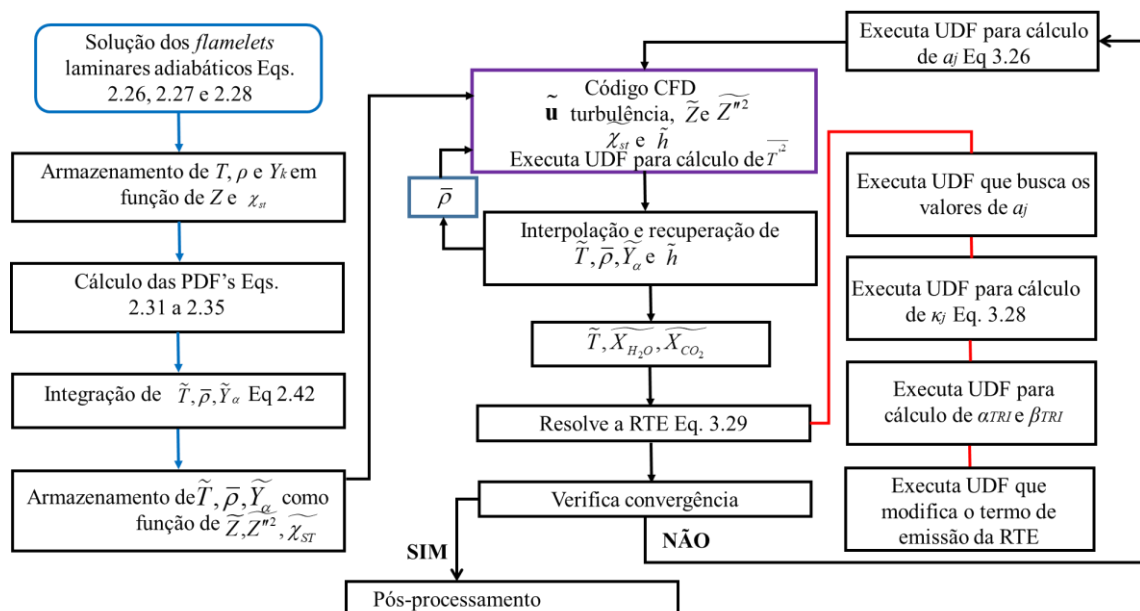 Solução dos flamelets
laminares adiabáticos Eqs.
2.26, 2.27 e 2.28
Armazenamento de T, ρ e Yk em
função de Z e χst
Cálculo das PDF's Eqs.
2.31 a 2.35
Integração de T̃, ρ̅, Ỹα Eq 2.42
Armazenamento de T̃, ρ̅, Ỹα como
função de Z̃, Z̃"², χ̃ST
Código CFD
ũ turbulência, Z̃ e Z̃"²
χ̃st e h̃
Executa UDF para cálculo de T'²
ρ̅
Interpolação e recuperação de
T̃, ρ̅, Ỹα e h̃
T̃, X̃H₂O, X̃CO₂
Resolve a RTE Eq. 3.29
Verifica convergência
SIM
NÃO
Pós-processamento
Executa UDF para cálculo
de aj Eq 3.26
Executa UDF que busca os
valores de aj
Executa UDF para cálculo
de κj Eq. 3.28
Executa UDF para
cálculo de αTRI e βTRI
Executa UDF que
modifica o termo de
emissão da RTE